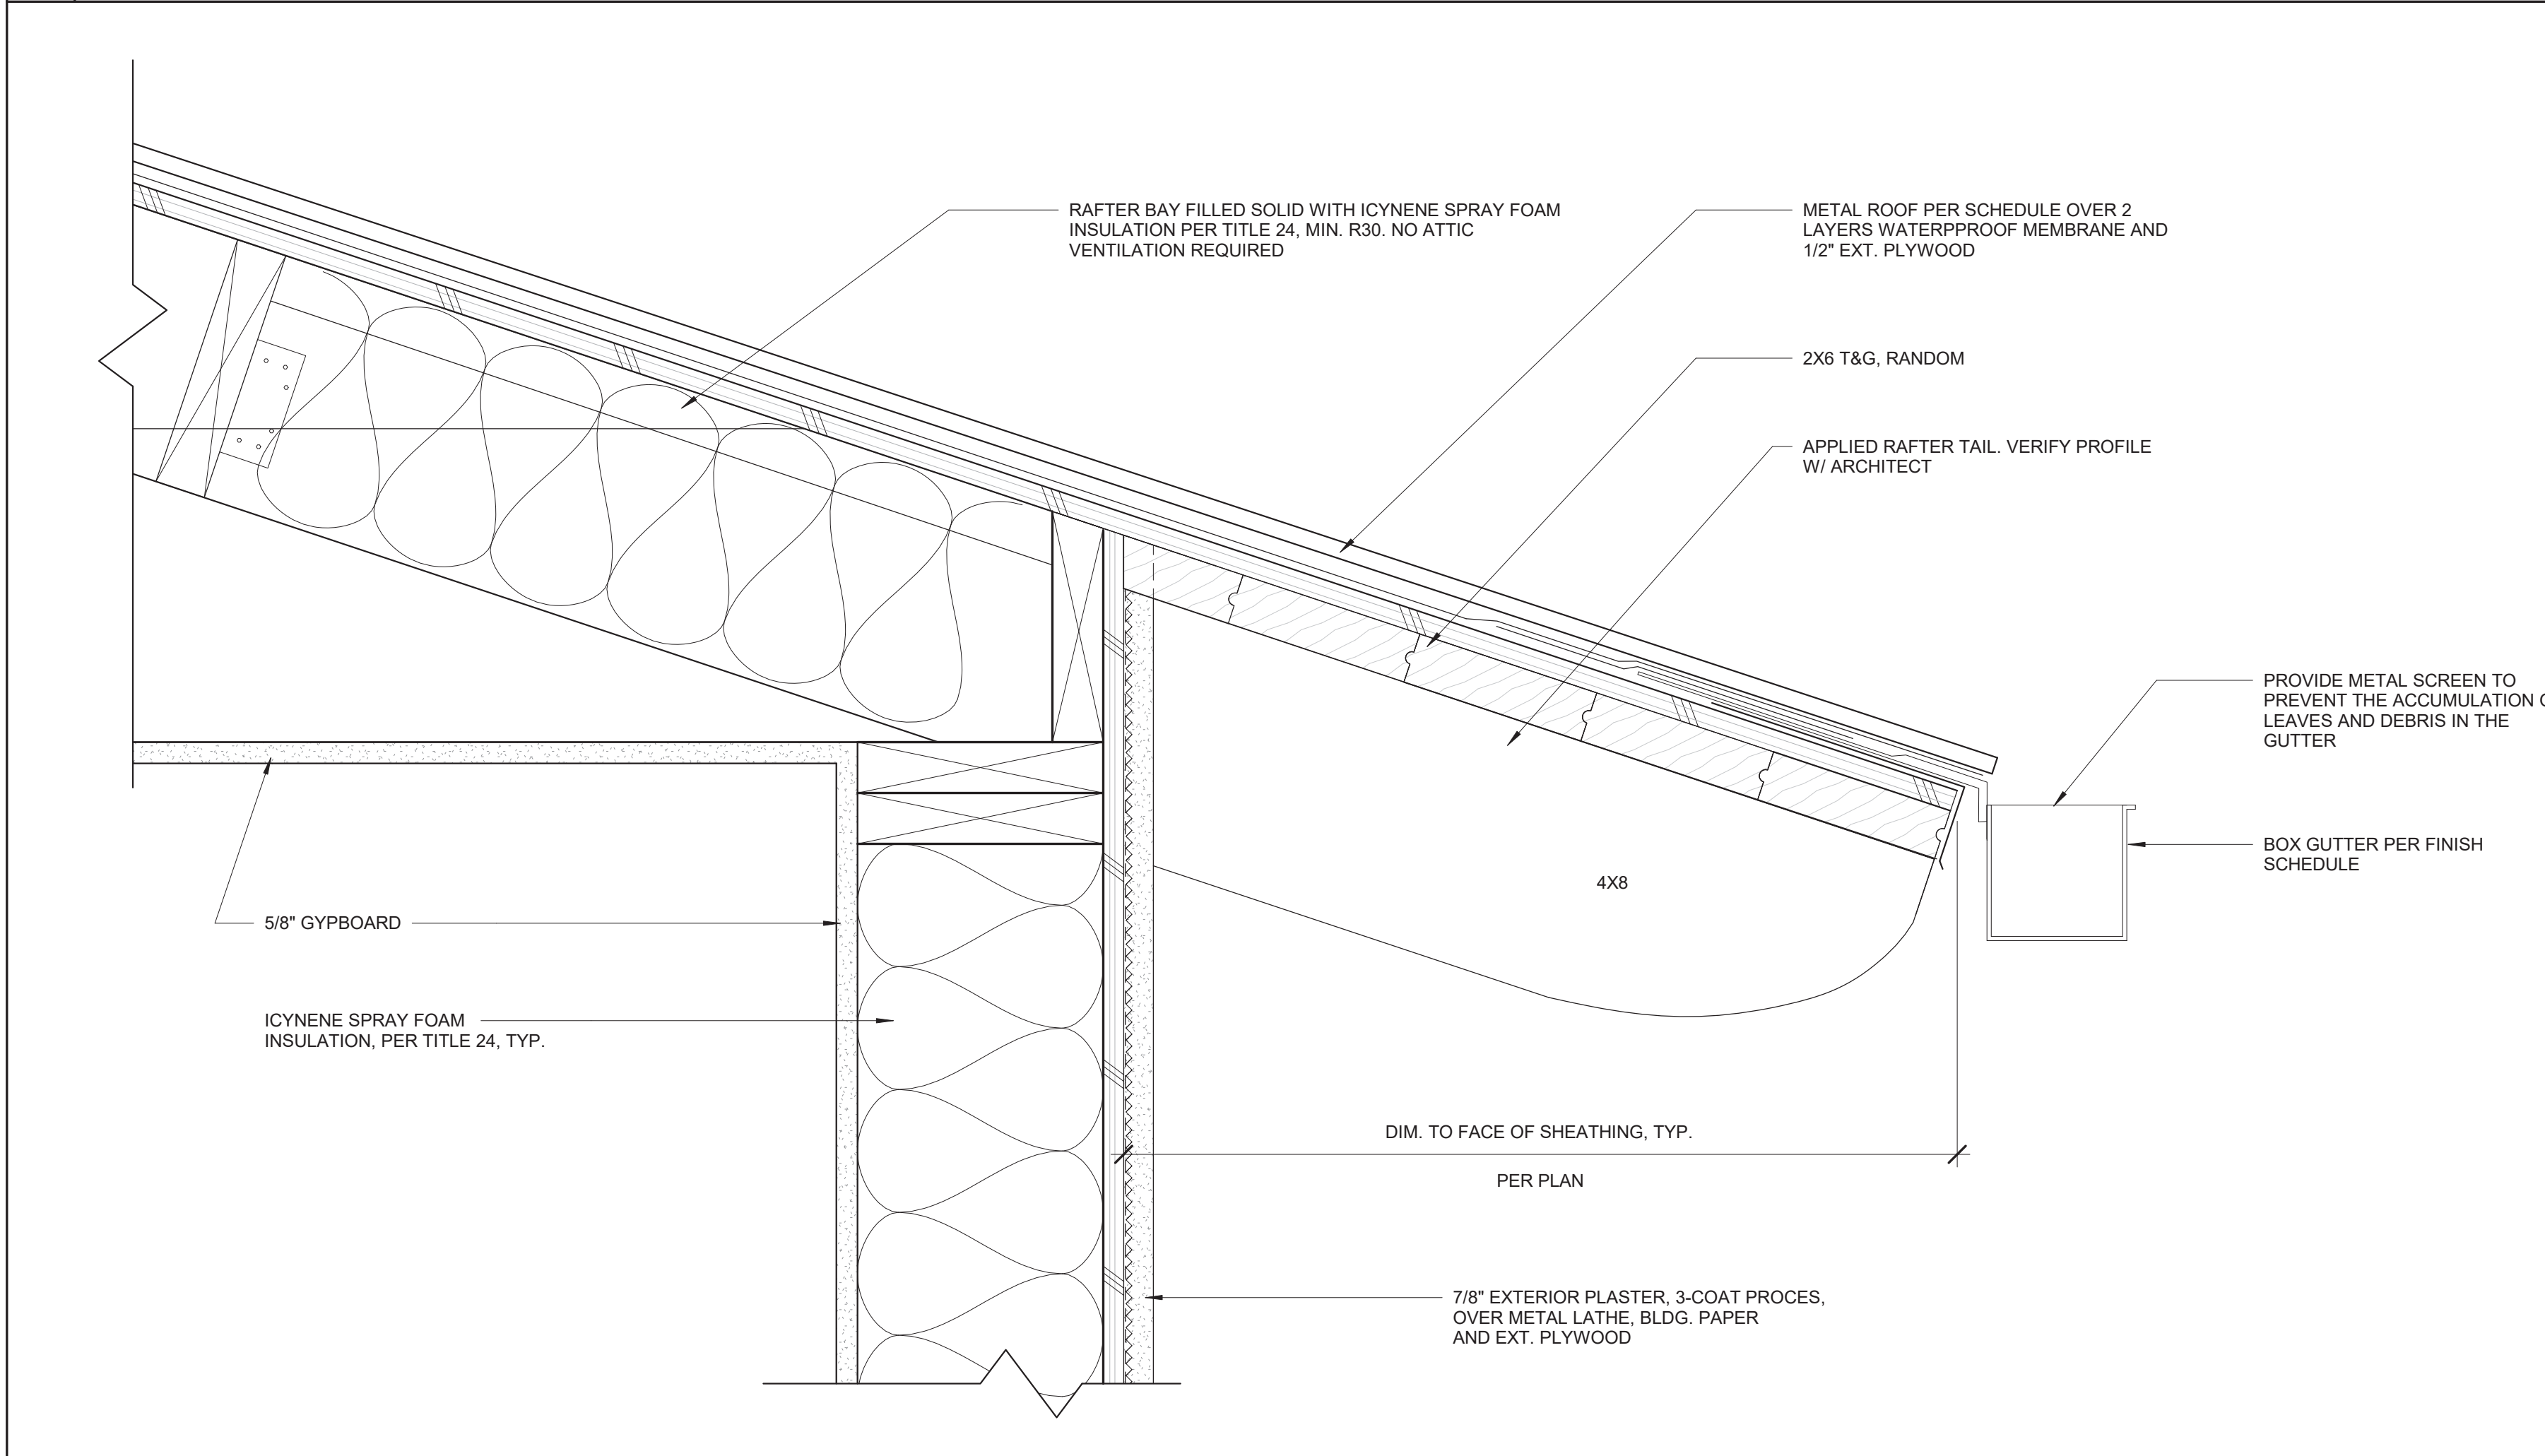 RAFTER BAY FILLED SOLID WITH ICYNENE SPRAY FOAM
INSULATION PER TITLE 24, MIN. R30. NO ATTIC
VENTILATION REQUIRED
METAL ROOF PER SCHEDULE OVER 2
LAYERS WATERPPROOF MEMBRANE AND
1/2" EXT. PLYWOOD
2X6 T&G, RANDOM
APPLIED RAFTER TAIL. VERIFY PROFILE
W/ ARCHITECT
PROVIDE METAL SCREEN TO
PREVENT THE ACCUMULATION
LEAVES AND DEBRIS IN THE
GUTTER
BOX GUTTER PER FINISH
SCHEDULE
4X8
5/8" GYPBOARD
ICYNENE SPRAY FOAM
INSULATION, PER TITLE 24, TYP.
DIM. TO FACE OF SHEATHING, TYP.
PER PLAN
7/8" EXTERIOR PLASTER, 3-COAT PROCES,
OVER METAL LATHE, BLDG. PAPER
AND EXT. PLYWOOD